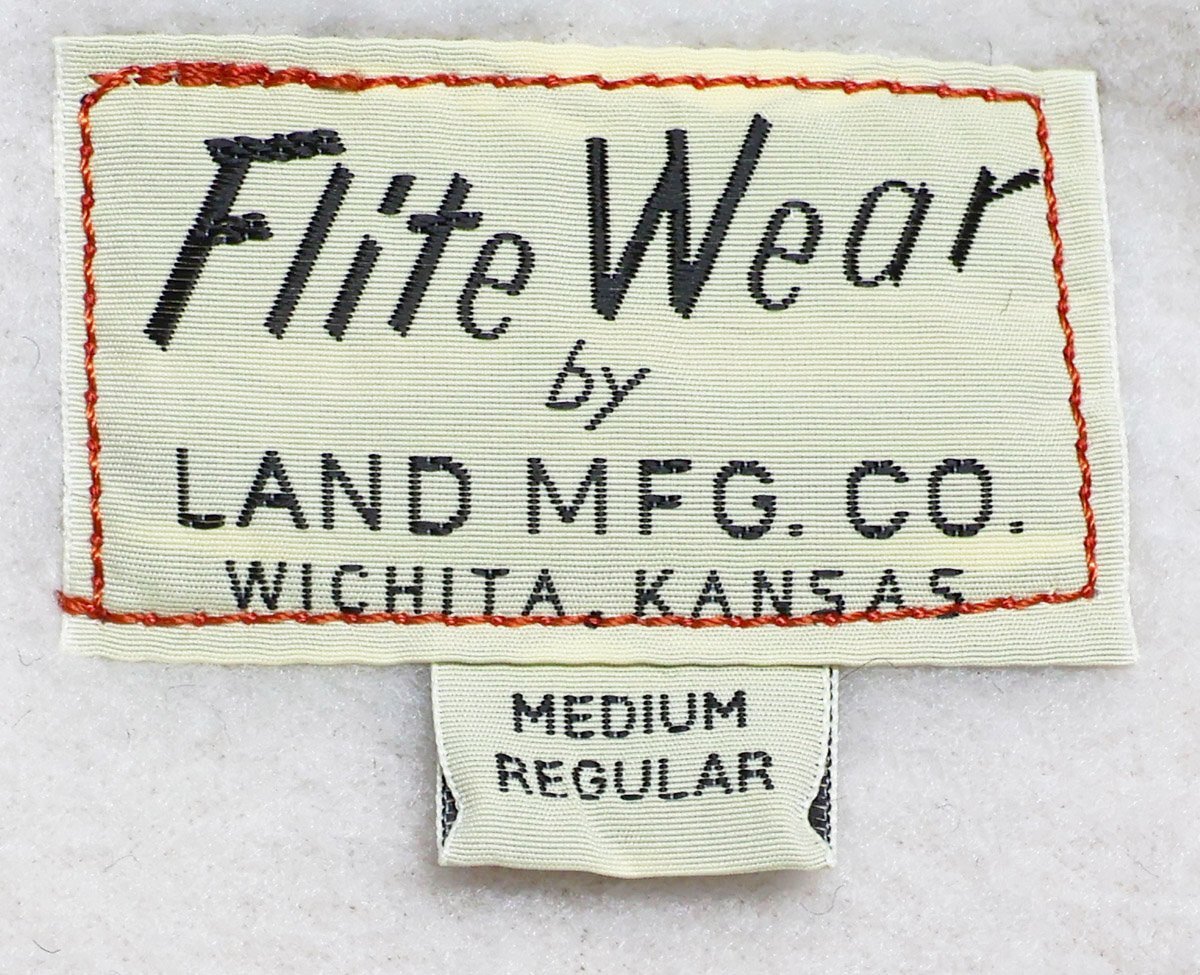 Flite Wear
by
LAND MFG. CO.
WICHITA, KANSAS
MEDIUM
REGULAR